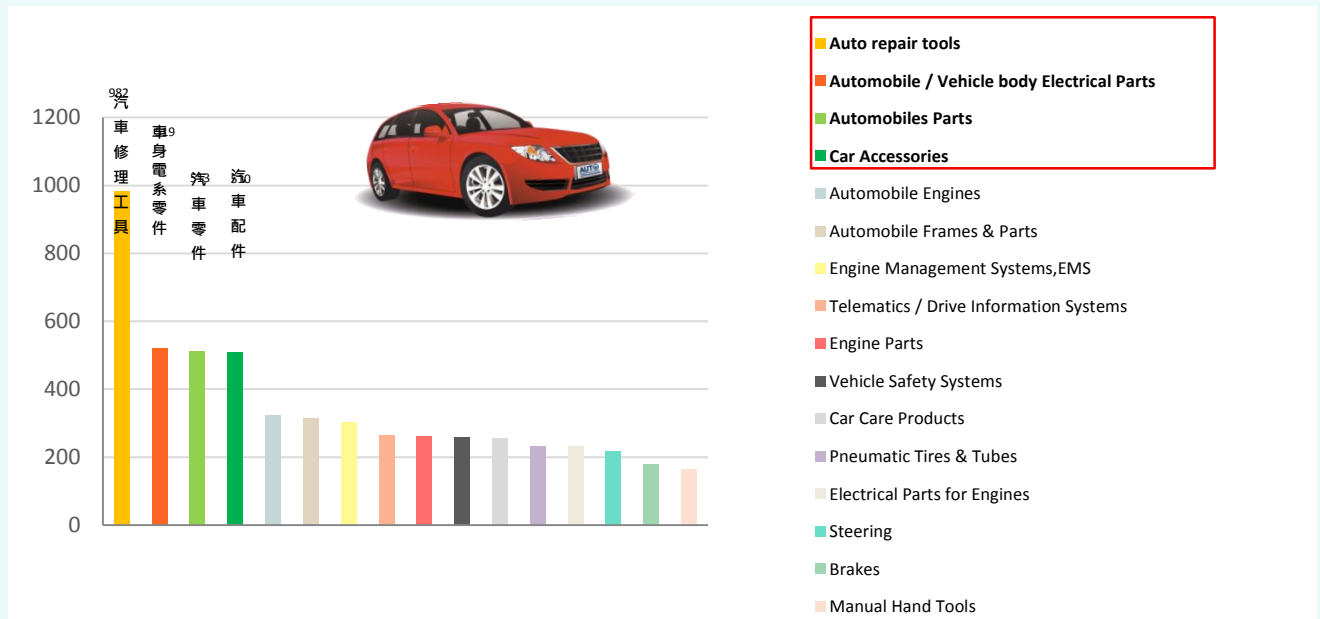 982
汽車修理工具
車身電系零件
汽車零件
汽車配件
1200
1000
800
600
400
200
0
AUTO
Auto repair tools
Automobile / Vehicle body Electrical Parts
Automobiles Parts
Car Accessories
Automobile Engines
Automobile Frames & Parts
Engine Management Systems,EMS
Telematics / Drive Information Systems
Engine Parts
Vehicle Safety Systems
Car Care Products
Pneumatic Tires & Tubes
Electrical Parts for Engines
Steering
Brakes
Manual Hand Tools